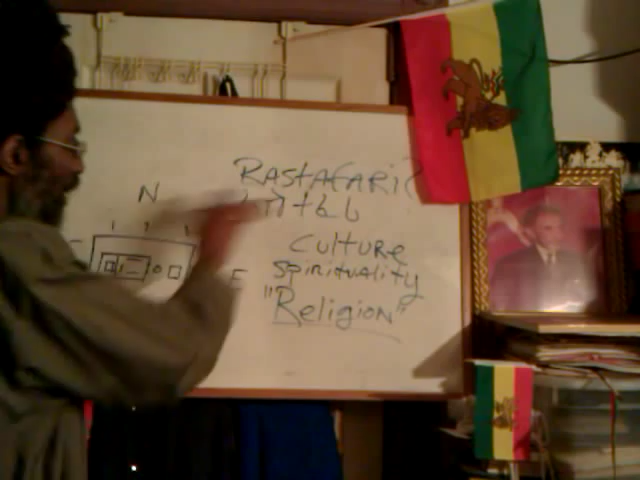 N
RAStAfARi?
E
CulturE
Spirituality
"Religion"